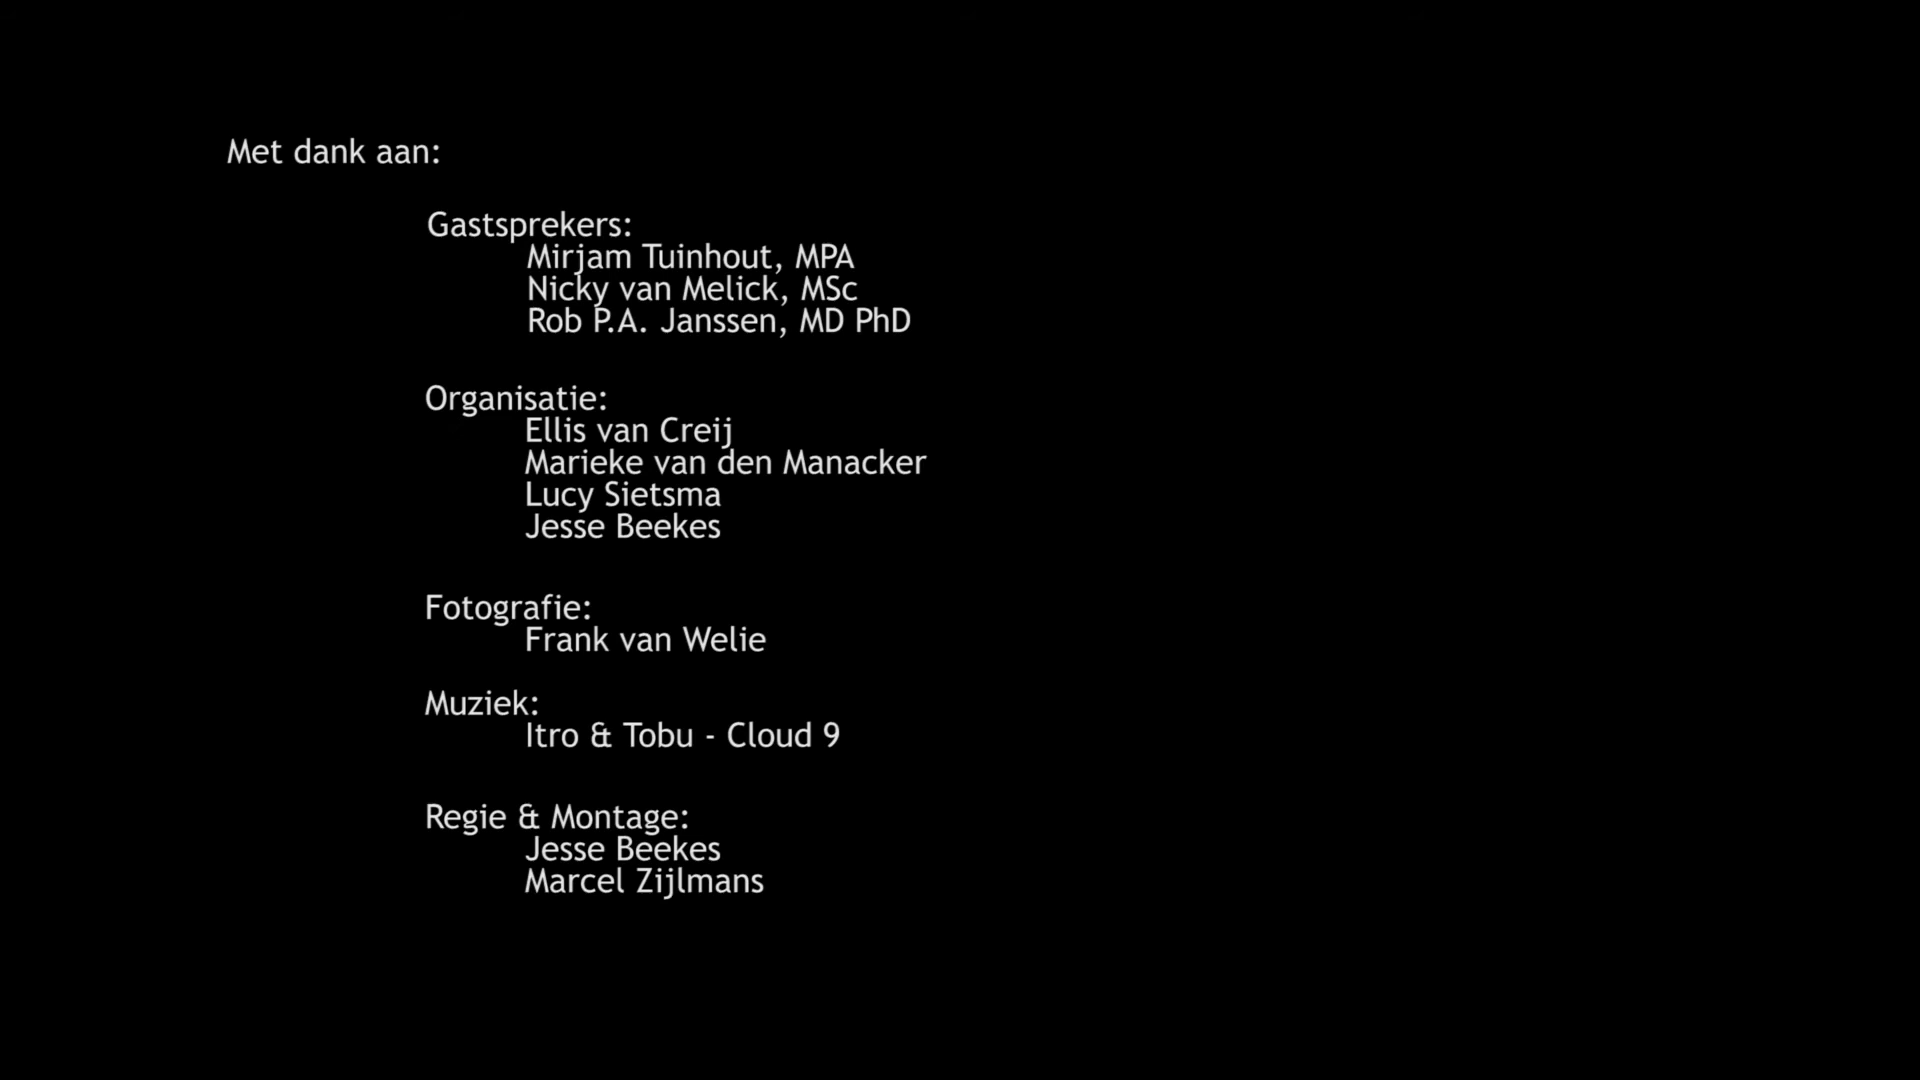 Met dank aan:
Gastsprekers:
Mirjam Tuinhout, MPA
Nicky van Melick, MSc
Rob P.A. Janssen, MD PhD
Organisatie:
Ellis van Creij
Marieke van den Manacker
Lucy Sietsma
Jesse Beekes
Fotografie:
Frank van Welie
Muziek:
Itro & Tobu - Cloud 9
Regie & Montage:
Jesse Beekes
Marcel Zijlmans